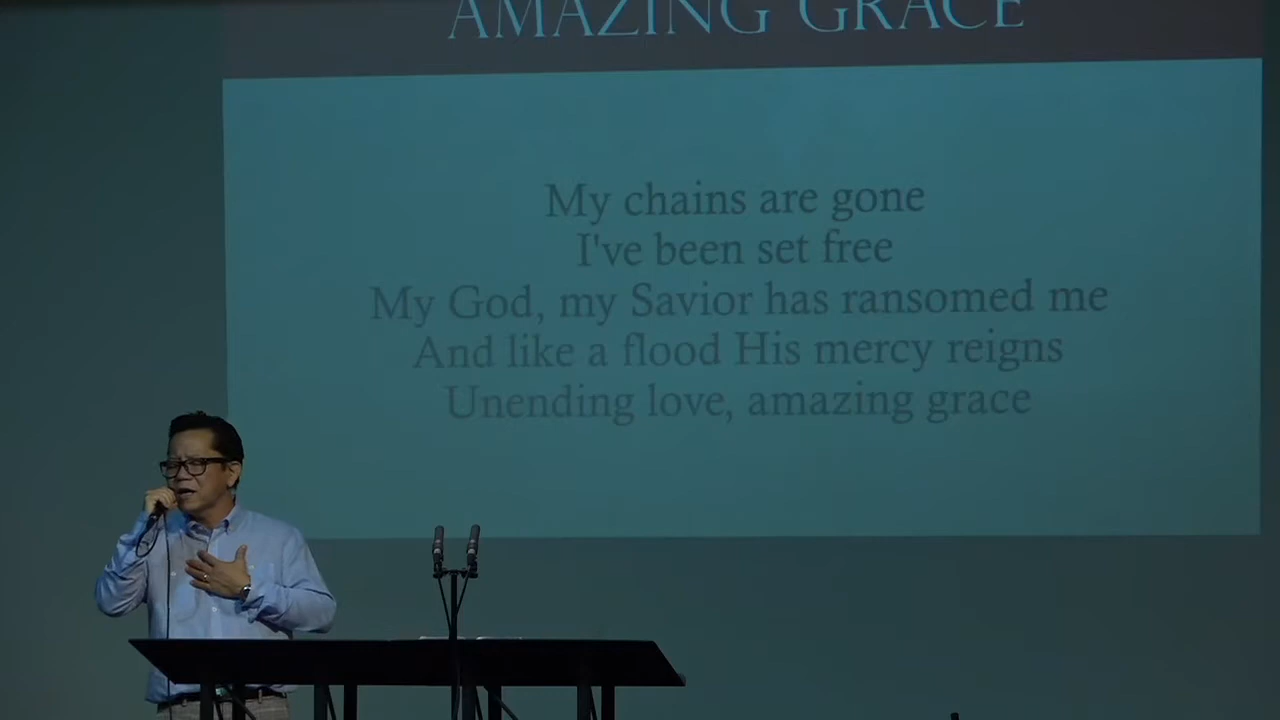 AMAZING GRACE
My chains are gone
I've been set free
My God, my Savior has ransomed me
And like a flood His mercy reigns
Unending love, amazing grace